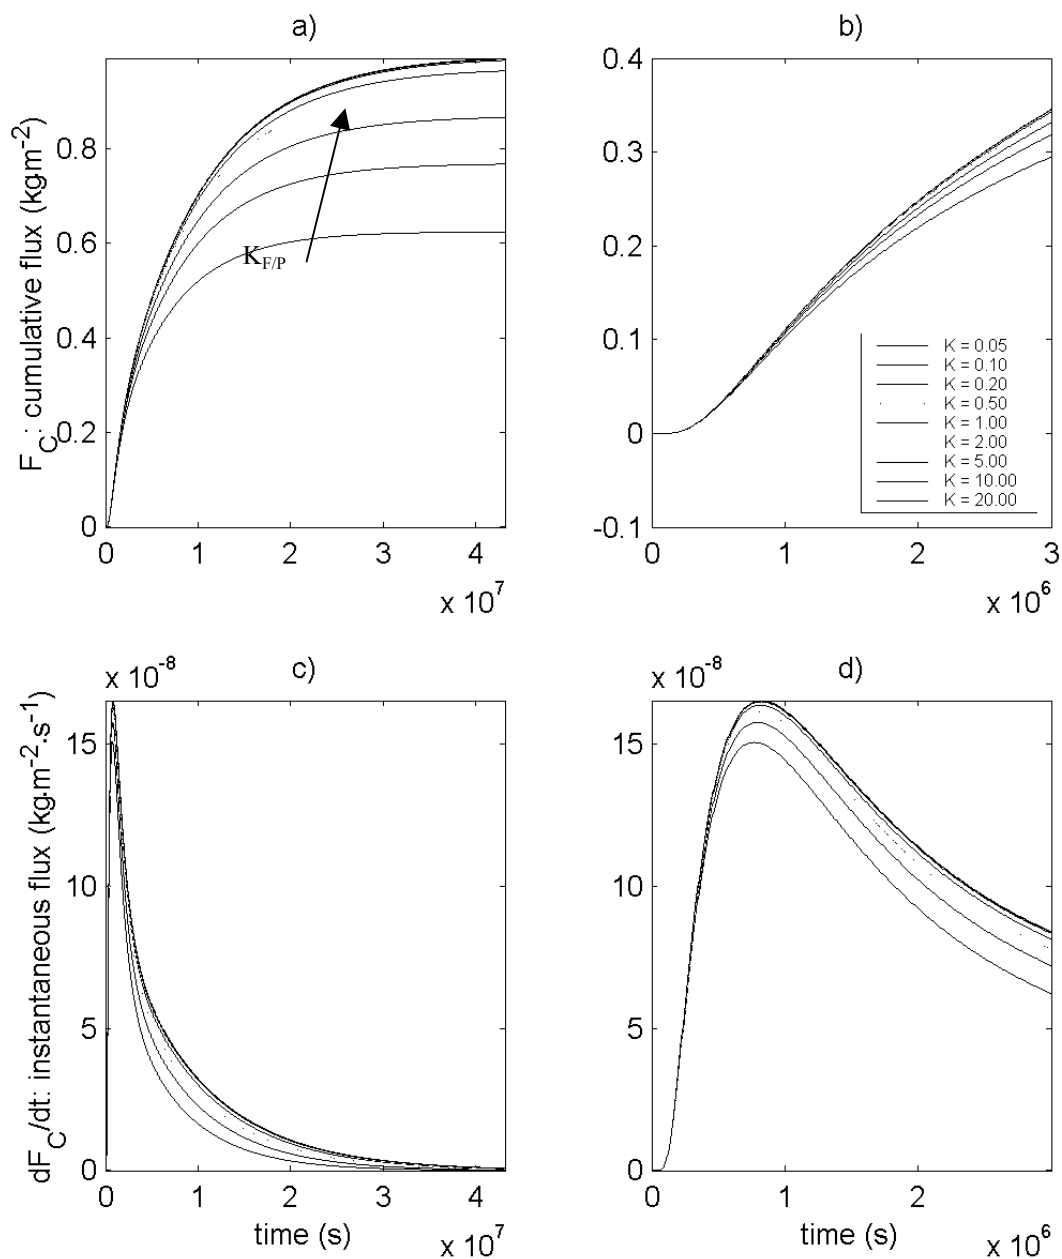 a)
F_C: cumulative flux (kg.m^-2)
0.8
0.6
0.4
0.2
0
K_F/P
0 1 2 3 4
x 10^7
b)
0.4
0.3
0.2
0.1
0
-0.1
K = 0.05
K = 0.10
K = 0.20
K = 0.50
K = 1.00
K = 2.00
K = 5.00
K = 10.00
K = 20.00
0 1 2 3
x 10^6
c)
x 10^-8
dF_C/dt: instantaneous flux (kg.m^-2.s^-1)
15
10
5
0
0 1 2 3 4
time (s)
x 10^7
d)
x 10^-8
15
10
5
0
0 1 2 3
time (s)
x 10^6